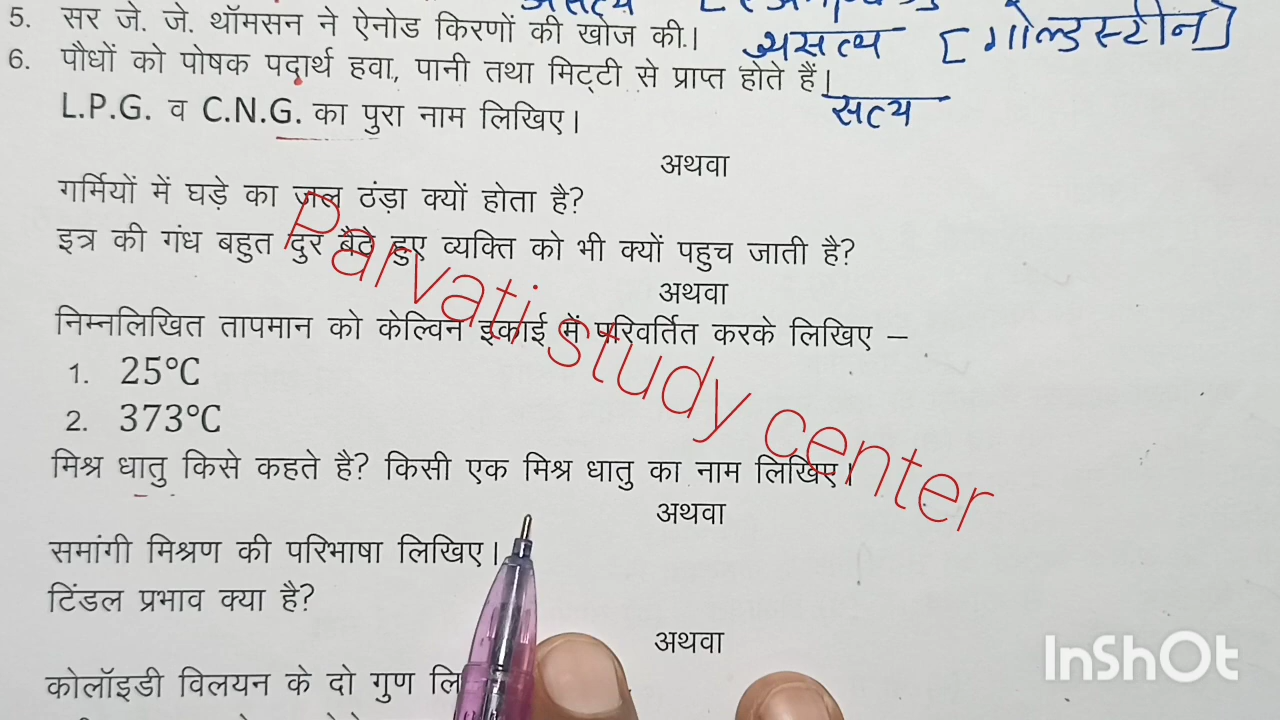 असत्य
5. सर जे. जे. थॉमसन ने ऐनोड किरणों की खोज की.। असत्य [गोल्डस्टीन]
6. पौधों को पोषक पदार्थ हवा, पानी तथा मिट्टी से प्राप्त होते हैं। सत्य
L.P.G. व C.N.G. का पुरा नाम लिखिए।
अथवा
गर्मियों में घड़े का जल ठंड़ा क्यों होता है?
इत्र की गंध बहुत दुर बैठे हुए व्यक्ति को भी क्यों पहुच जाती है?
अथवा
निम्नलिखित तापमान को केल्विन इकाई में परिवर्तित करके लिखिए –
1. 25°C
2. 373°C
मिश्र धातु किसे कहते है? किसी एक मिश्र धातु का नाम लिखिए।
अथवा
समांगी मिश्रण की परिभाषा लिखिए।
टिंडल प्रभाव क्या है?
अथवा
कोलॉइडी विलयन के दो गुण
Parvati study center
InShOt